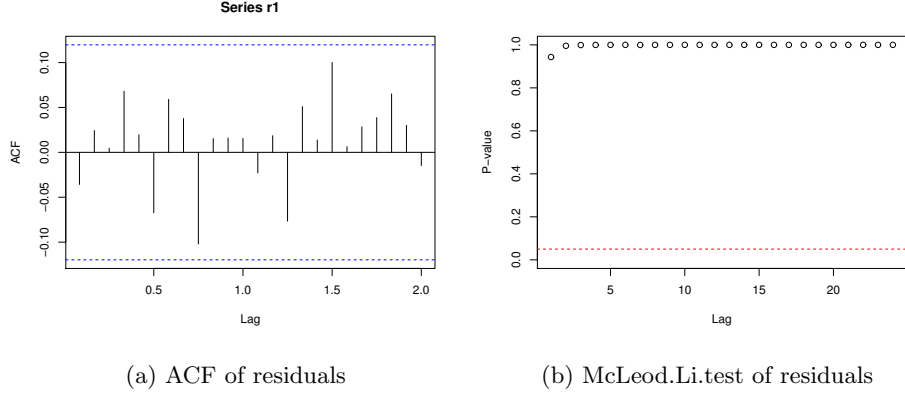 Series r1
ACF
0.10
0.05
0.00
−0.05
−0.10
0.5 1.0 1.5 2.0
Lag
(a) ACF of residuals
P−value
1.0
0.8
0.6
0.4
0.2
0.0
5 10 15 20
Lag
(b) McLeod.Li.test of residuals